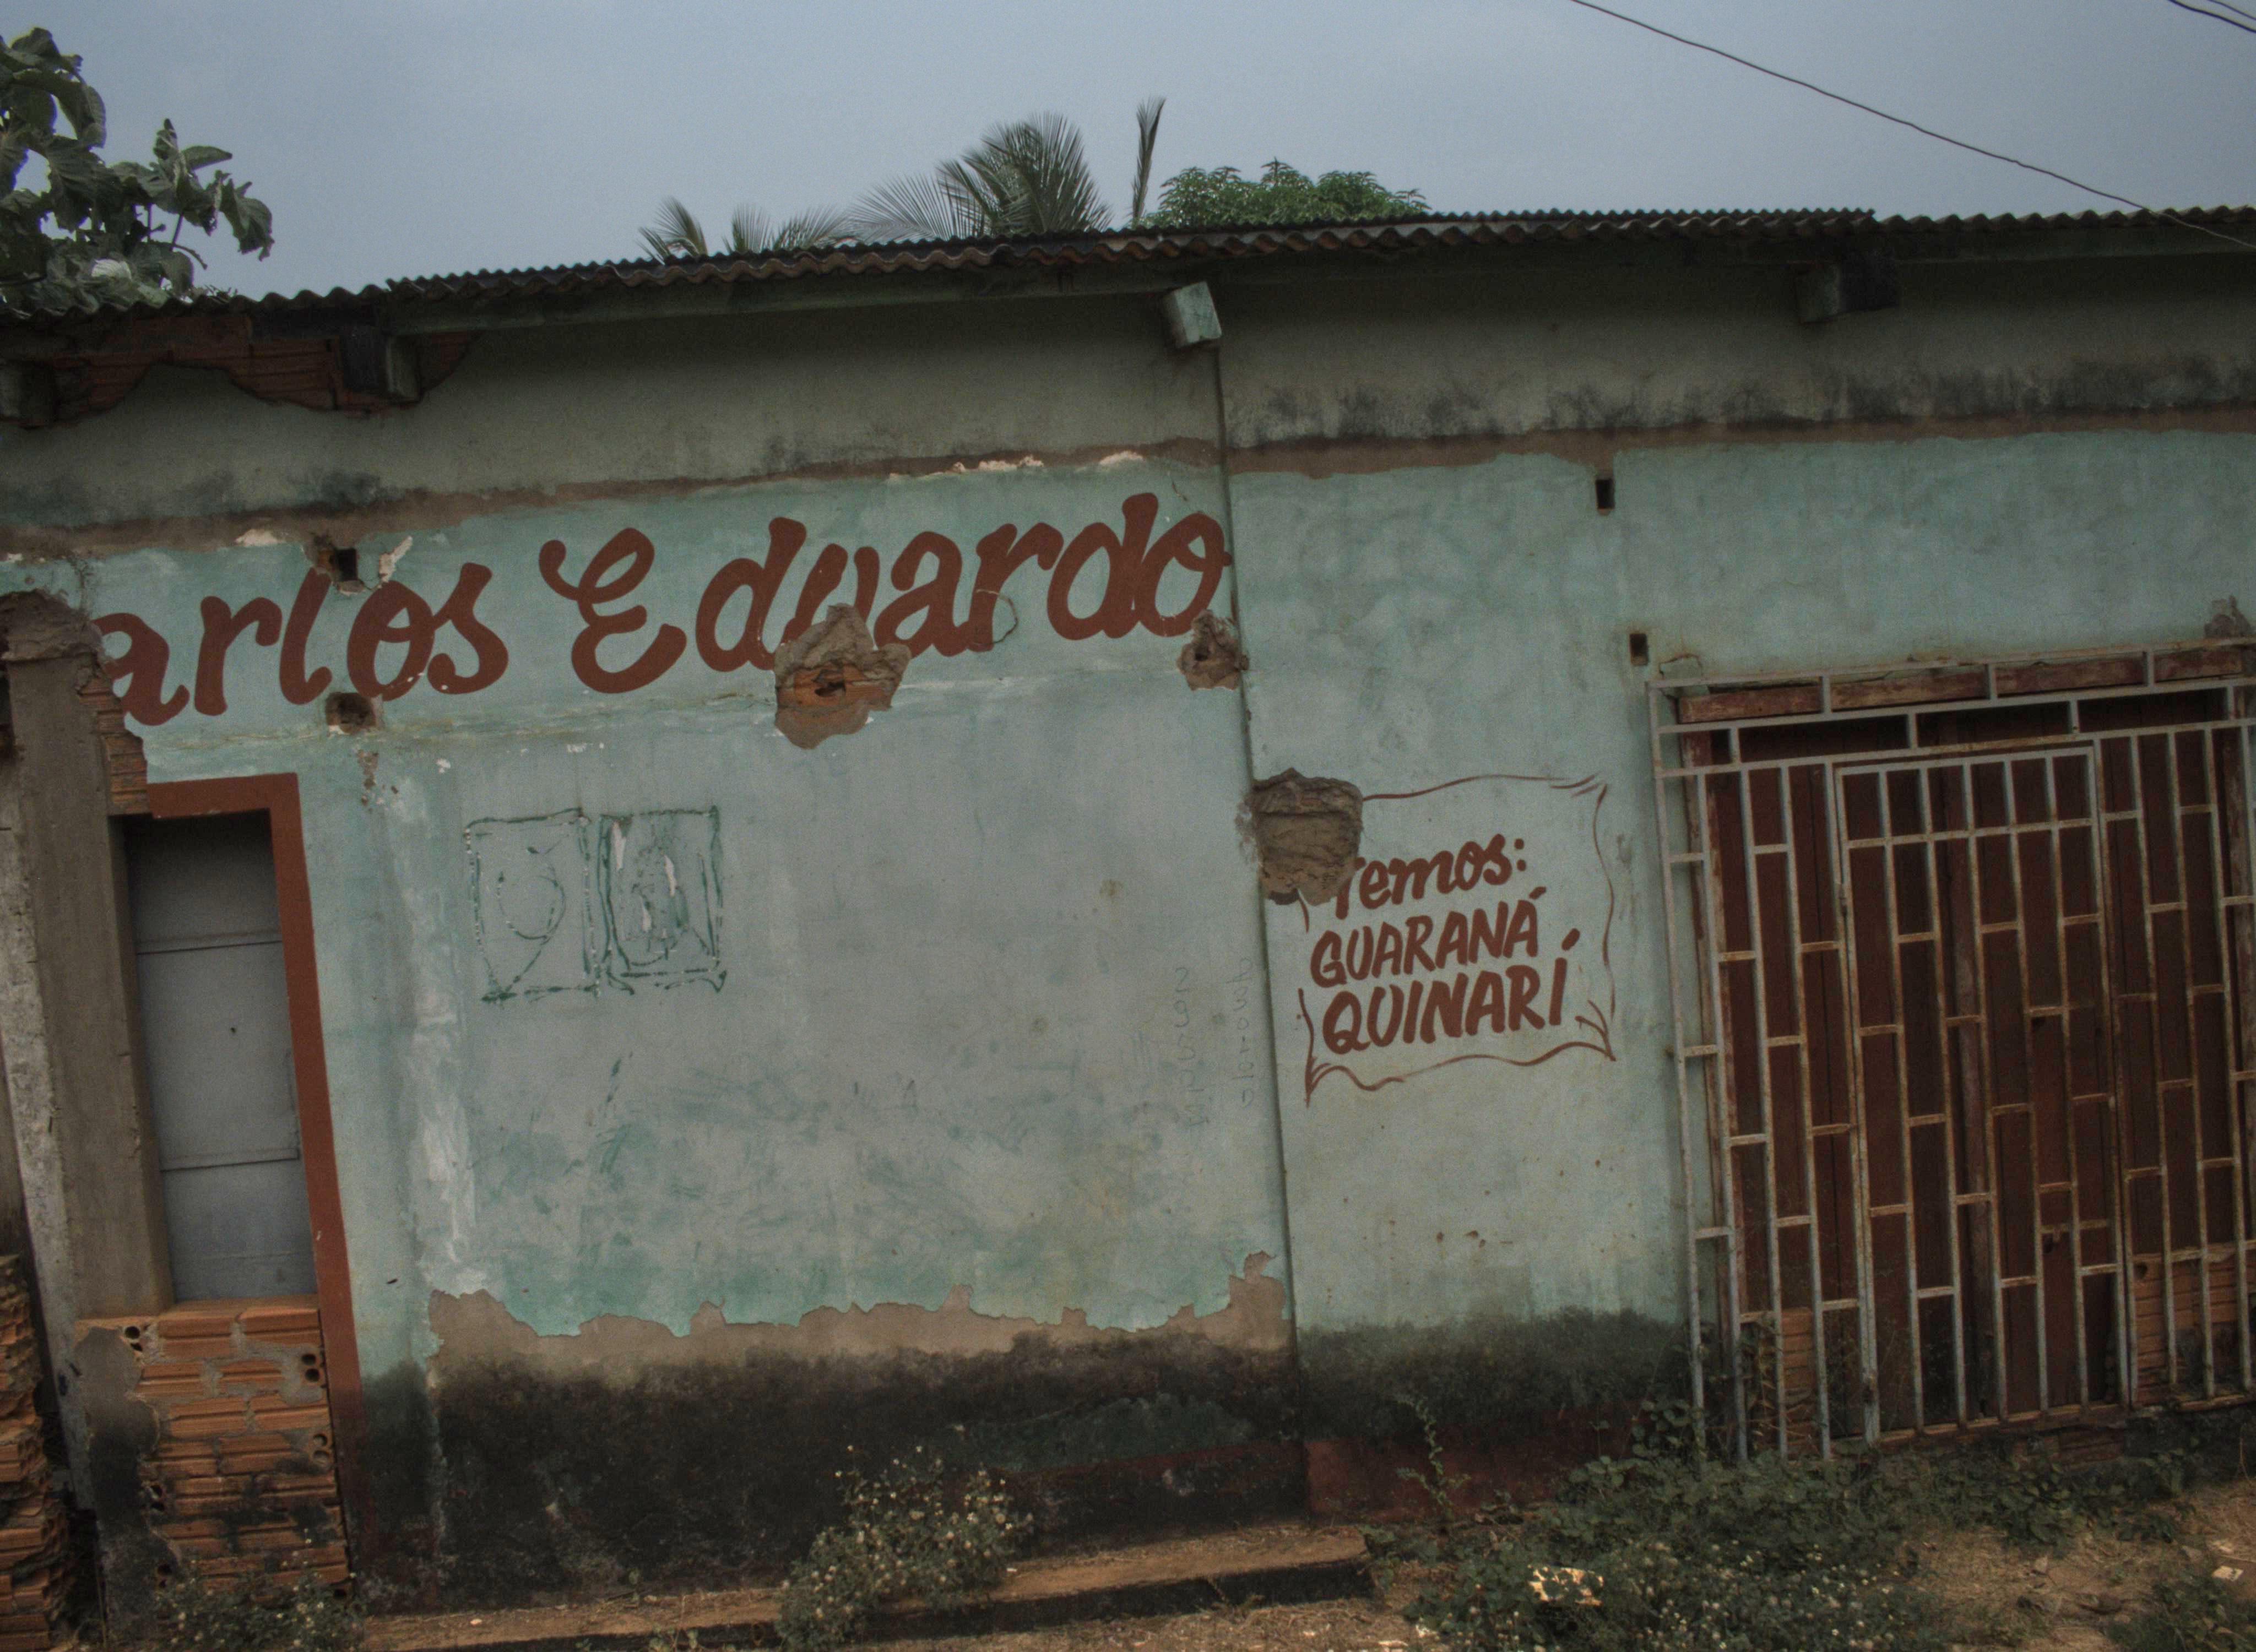 arlos Eduardo
Temos:
GUARANÁ
QUINARÍ